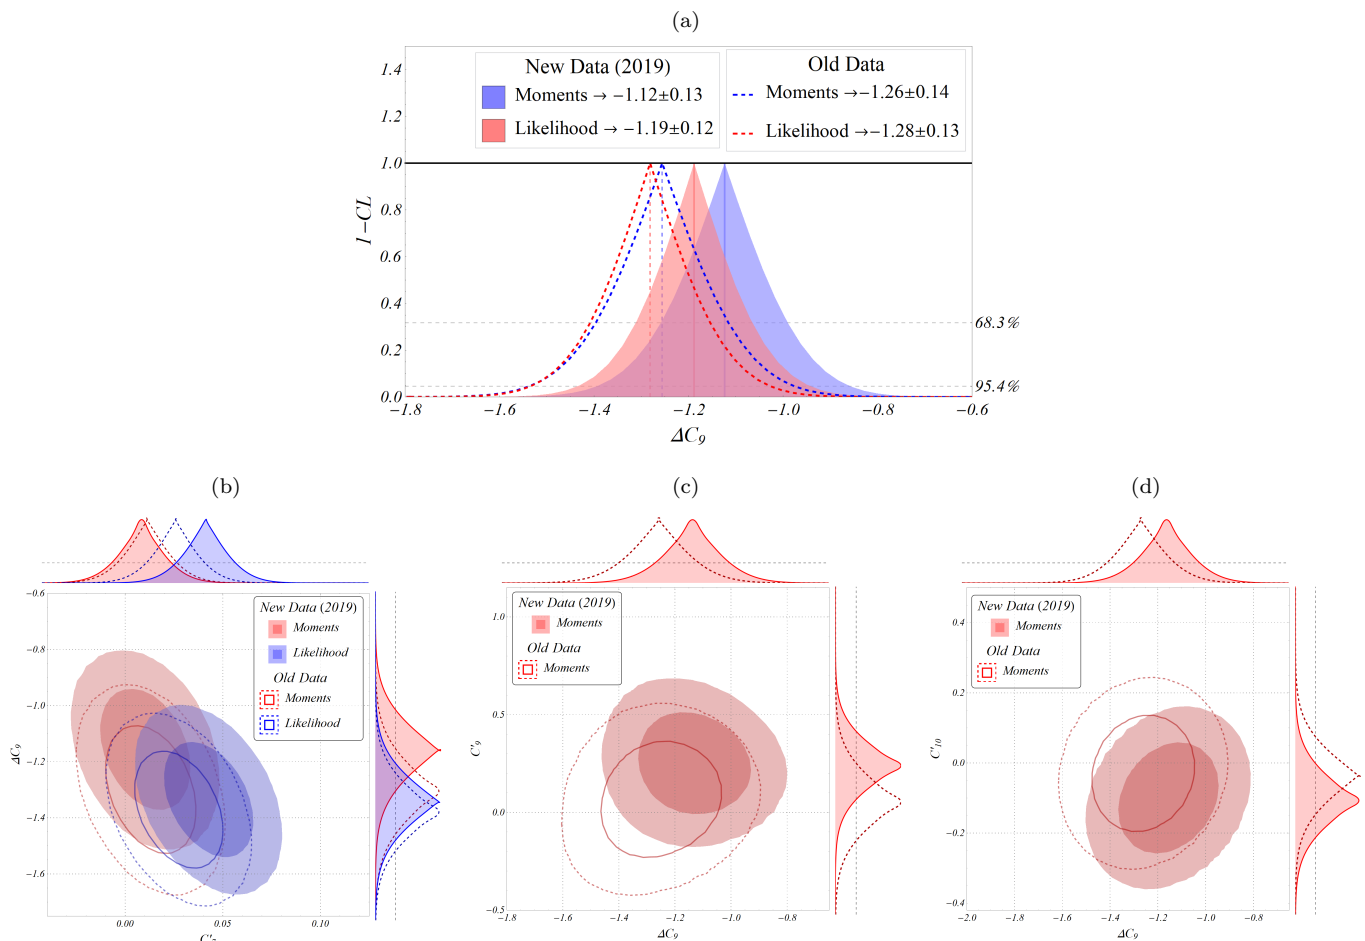 (a)
New Data (2019)
Moments → −1.12±0.13
Likelihood → −1.19±0.12
Old Data
Moments →−1.26±0.14
Likelihood →−1.28±0.13
1.4
1.2
1.0
0.8
0.6
0.4
0.2
0.0
1−CL
68.3%
95.4%
−1.8
−1.6
−1.4
−1.2
−1.0
−0.8
−0.6
ΔC9
(b)
New Data (2019)
Moments
Likelihood
Old Data
Moments
Likelihood
−0.6
−0.8
−1.0
−1.2
−1.4
−1.6
ΔC9
0.00
0.05
0.10
(c)
New Data (2019)
Moments
Old Data
Moments
1.0
0.5
0.0
−0.5
C'9
−1.8
−1.6
−1.4
−1.2
−1.0
−0.8
ΔC9
(d)
New Data (2019)
Moments
Old Data
Moments
0.4
0.2
0.0
−0.2
−0.4
C'10
−2.0
−1.8
−1.6
−1.4
−1.2
−1.0
−0.8
ΔC9